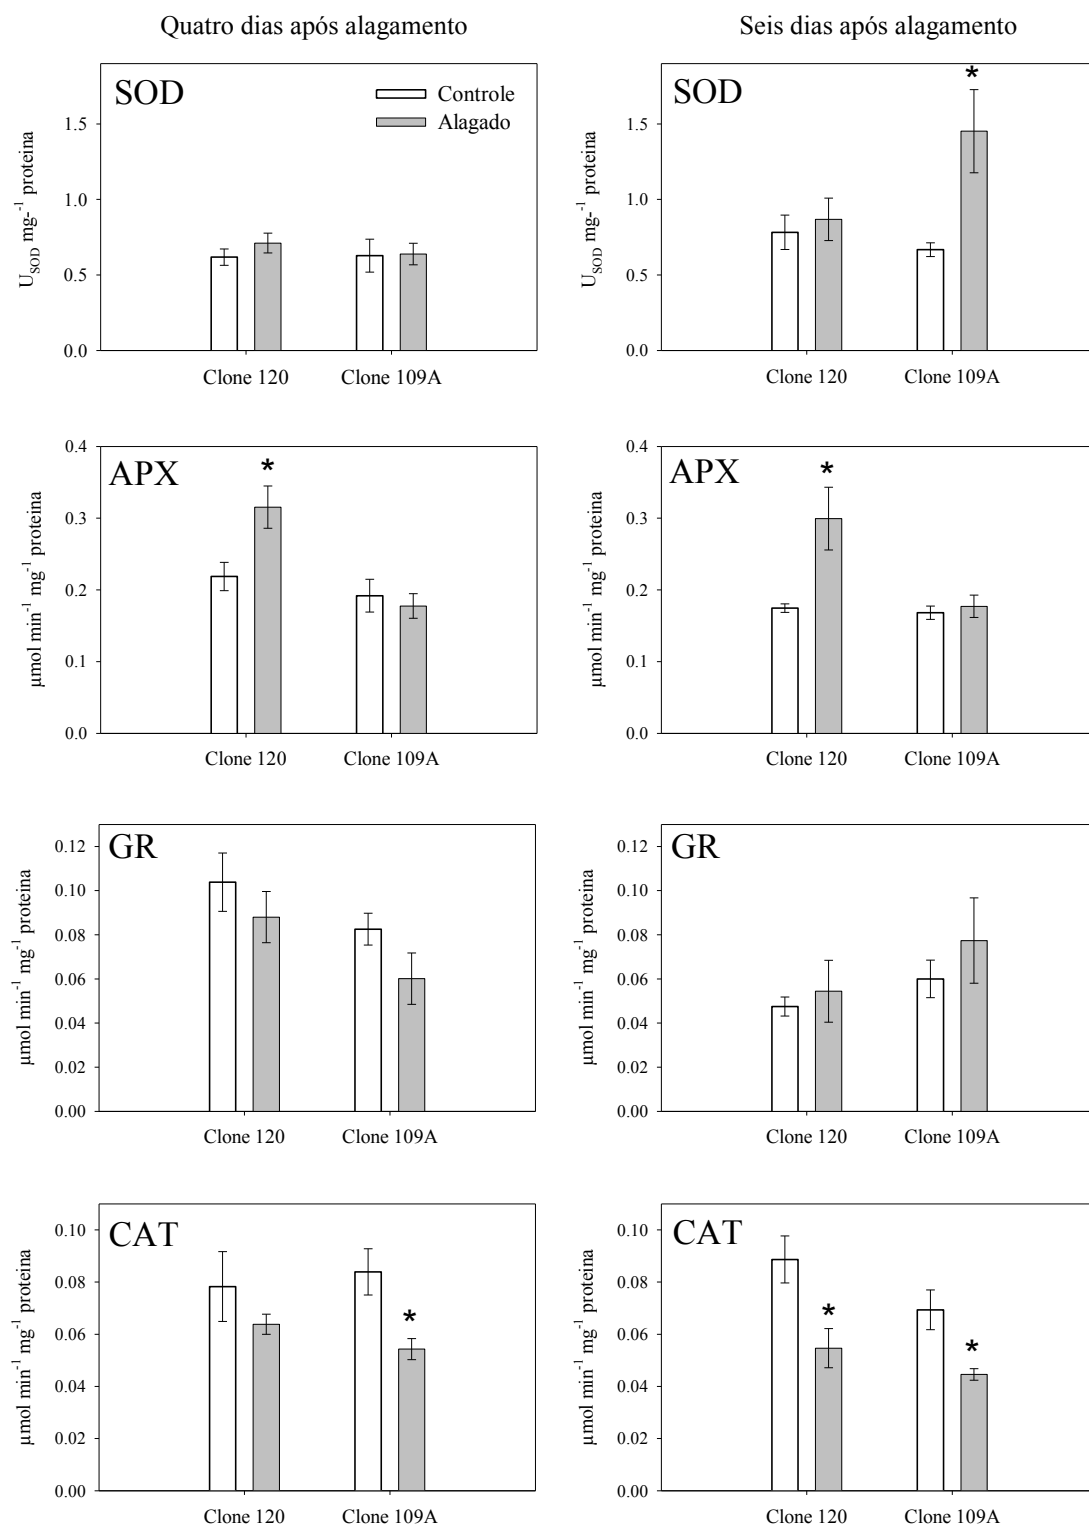 Quatro dias após alagamento
Seis dias após alagamento
SOD
Controle
Alagado
U_SOD mg-⁻¹ proteina
1.5
1.0
0.5
0.0
Clone 120 Clone 109A
SOD
*
U_SOD mg-⁻¹ proteina
1.5
1.0
0.5
0.0
Clone 120 Clone 109A
APX
*
µmol min⁻¹ mg⁻¹ proteina
0.4
0.3
0.2
0.1
0.0
Clone 120 Clone 109A
APX
*
µmol min⁻¹ mg⁻¹ proteina
0.4
0.3
0.2
0.1
0.0
Clone 120 Clone 109A
GR
µmol min⁻¹ mg⁻¹ proteina
0.12
0.10
0.08
0.06
0.04
0.02
0.00
Clone 120 Clone 109A
GR
µmol min⁻¹ mg⁻¹ proteina
0.12
0.10
0.08
0.06
0.04
0.02
0.00
Clone 120 Clone 109A
CAT
*
µmol min⁻¹ mg⁻¹ proteina
0.10
0.08
0.06
0.04
0.02
0.00
Clone 120 Clone 109A
CAT
*
*
µmol min⁻¹ mg⁻¹ proteina
0.10
0.08
0.06
0.04
0.02
0.00
Clone 120 Clone 109A